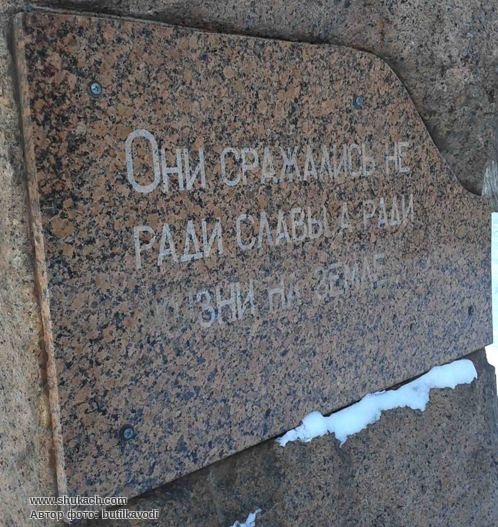 Они сражались не
ради славы а ради
жизни на земле
www.shukach.com
Автор фото: butilkavodi